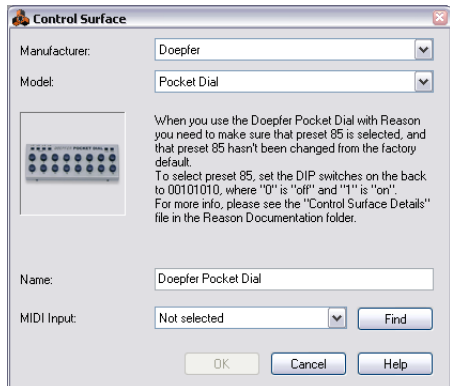 Control Surface
Manufacturer:
Doepfer
Model:
Pocket Dial
POCKET DIAL
When you use the Doepfer Pocket Dial with Reason
you need to make sure that preset 85 is selected, and
that preset 85 hasn't been changed from the factory
default.
To select preset 85, set the DIP switches on the back
to 00101010, where "0" is "off" and "1" is "on".
For more info, please see the "Control Surface Details"
file in the Reason Documentation folder.
Name:
Doepfer Pocket Dial
MIDI Input:
Not selected
Find
OK
Cancel
Help